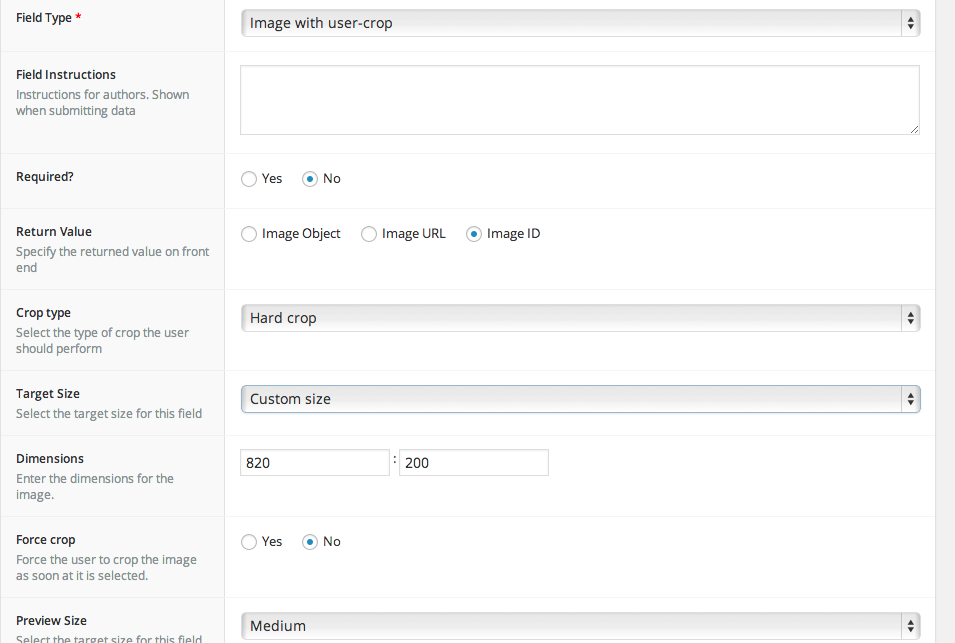 Field Type *
Image with user-crop
Field Instructions
Instructions for authors. Shown
when submitting data
Required?
Yes
No
Return Value
Specify the returned value on front
end
Image Object
Image URL
Image ID
Crop type
Select the type of crop the user
should perform
Hard crop
Target Size
Select the target size for this field
Custom size
Dimensions
Enter the dimensions for the
image.
820 : 200
Force crop
Force the user to crop the image
as soon at it is selected.
Yes
No
Preview Size
Select the target size for this field
Medium